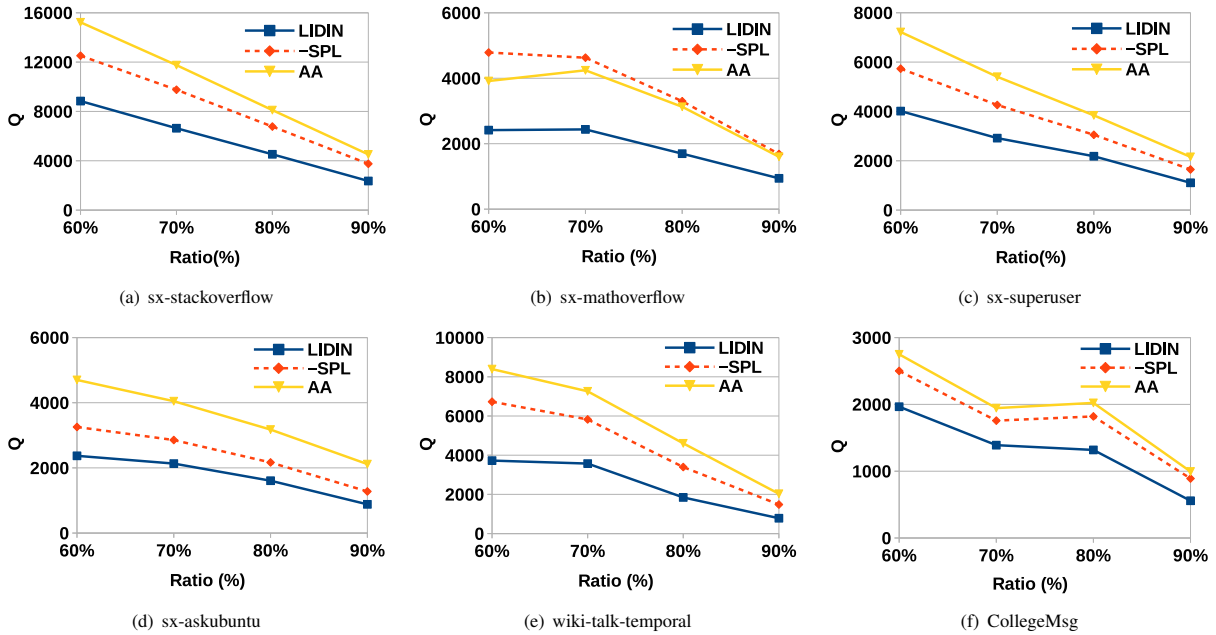 16000
12000
8000
4000
0
Q
60%
70%
80%
90%
Ratio(%)
LIDIN
–SPL
AA
(a) sx-stackoverflow
6000
4000
2000
0
Q
60%
70%
80%
90%
Ratio (%)
LIDIN
–SPL
AA
(b) sx-mathoverflow
8000
6000
4000
2000
0
Q
60%
70%
80%
90%
Ratio(%)
LIDIN
–SPL
AA
(c) sx-superuser
6000
4000
2000
0
Q
60%
70%
80%
90%
Ratio (%)
LIDIN
–SPL
AA
(d) sx-askubuntu
10000
8000
6000
4000
2000
0
Q
60%
70%
80%
90%
Ratio (%)
LIDIN
–SPL
AA
(e) wiki-talk-temporal
3000
2000
1000
0
Q
60%
70%
80%
90%
Ratio (%)
LIDIN
–SPL
AA
(f) CollegeMsg